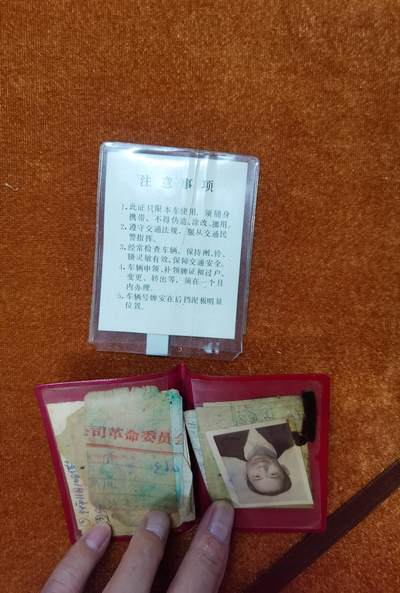 注意事项
1.此证只限本车使用，须随身
携带、不得伪造、涂改、挪用。
2.遵守交通法规，服从交通民
警指挥。
3.经常检查车辆，保持闸、铃、
锁灵敏有效，保障交通安全。
4.车辆申领、补领牌证和过户、
变更、转出等，须在一个月
内办理。
5.车辆号牌安在后挡泥板明显
位置。
司革命委员会